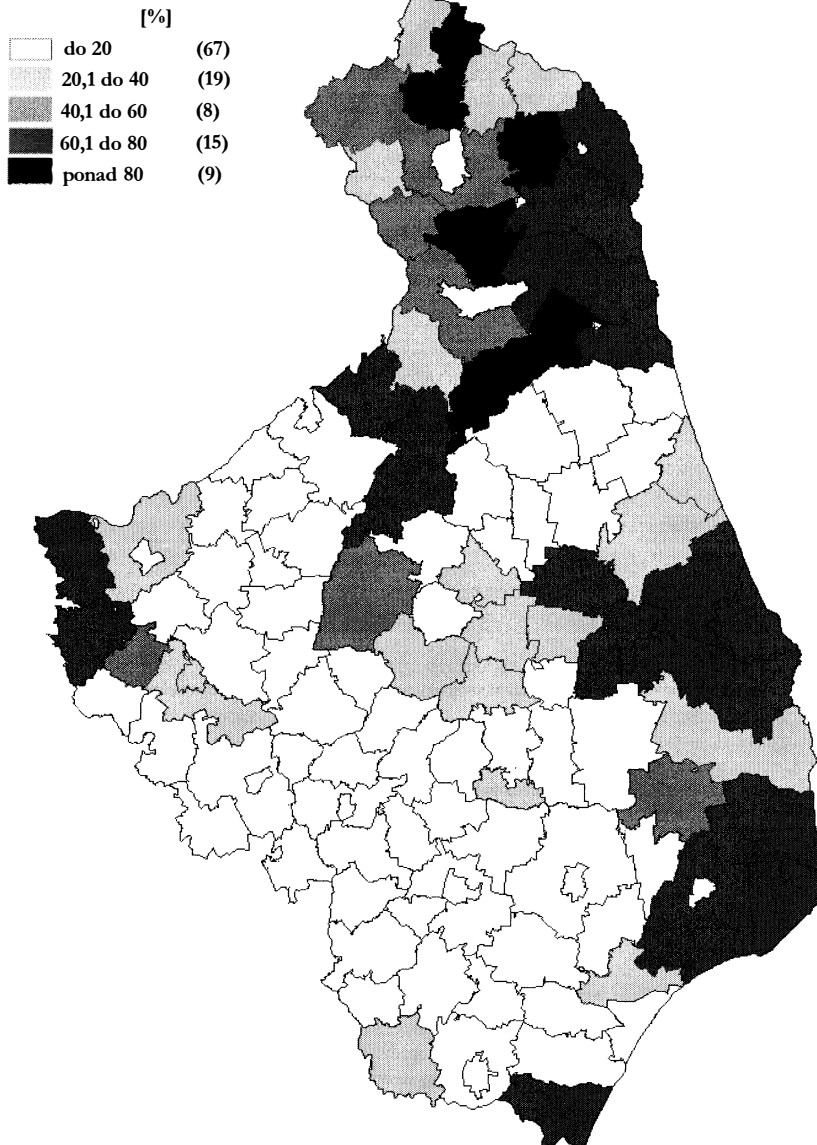 [%]
do 20 (67)
20,1 do 40 (19)
40,1 do 60 (8)
60,1 do 80 (15)
ponad 80 (9)